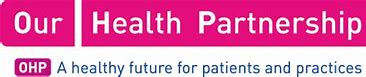 Our Health Partnership
OHP A healthy future for patients and practices